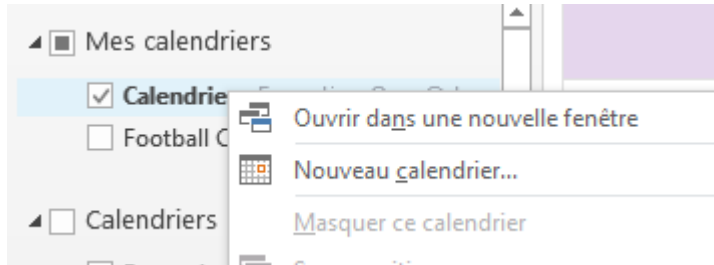 Mes calendriers
Calendrie
Football C
Calendriers
Ouvrir dans une nouvelle fenêtre
Nouveau calendrier...
Masquer ce calendrier